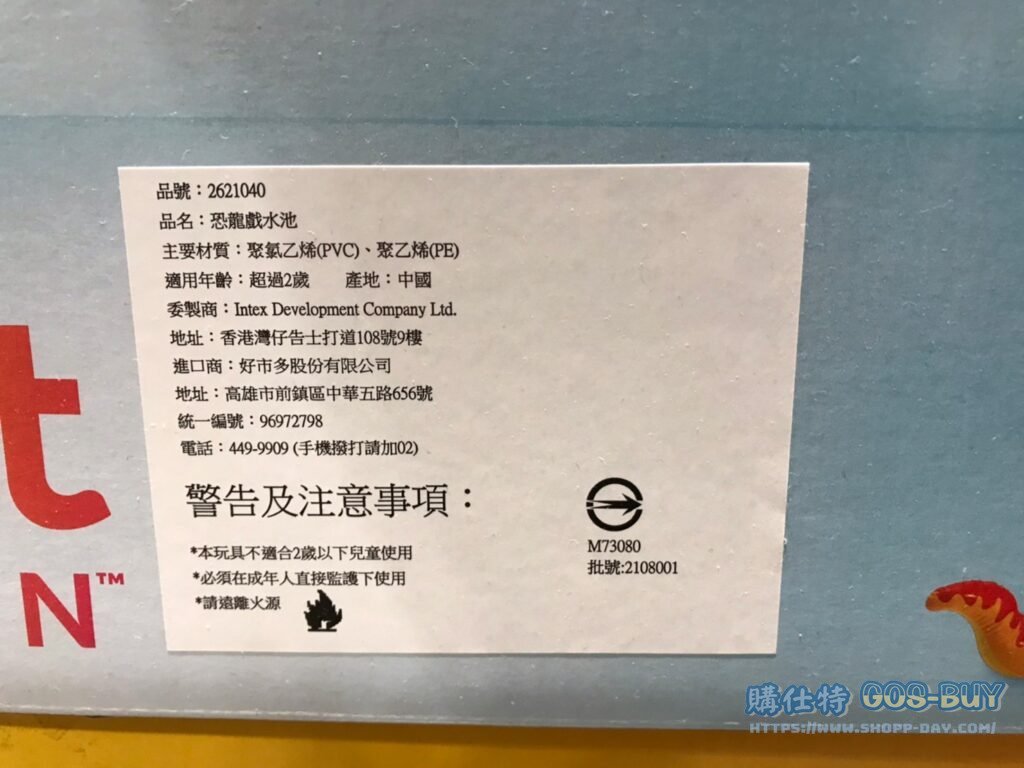 品號：2621040
品名：恐龍戲水池
主要材質：聚氯乙烯(PVC)、聚乙烯(PE)
適用年齡：超過2歲 產地：中國
委製商：Intex Development Company Ltd.
地址：香港灣仔告士打道108號9樓
進口商：好市多股份有限公司
地址：高雄市前鎮區中華五路656號
統一編號：96972798
電話：449-9909 (手機撥打請加02)
警告及注意事項：
*本玩具不適合2歲以下兒童使用
*必須在成年人直接監護下使用
*請遠離火源
M73080
批號:2108001
t
N™
購仕特 GOS-BUY
HTTPS://WWW.SHOPP-DAY.COM/